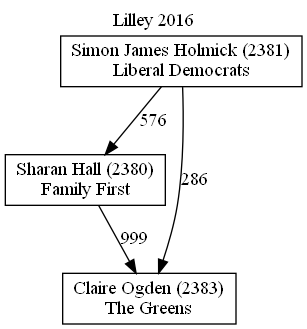 Lilley 2016
Simon James Holmick (2381)
Liberal Democrats
576
Sharan Hall (2380)
Family First
286
999
Claire Ogden (2383)
The Greens